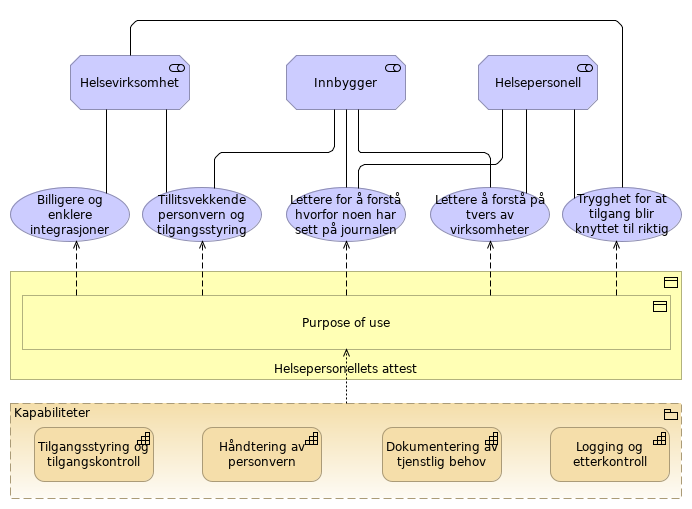 Helsevirksomhet
Innbygger
Helsepersonell
Billigere og
enklere
integrasjoner
Tillitsvekkende
personvern og
tilgangsstyring
Lettere for å forstå
hvorfor noen har
sett på journalen
Lettere å forstå på
tvers av
virksomheter
Trygghet for at
tilgang blir
knyttet til riktig
Purpose of use
Helsepersonellets attest
Kapabiliteter
Tilgangsstyring og
tilgangskontroll
Håndtering av
personvern
Dokumentering av
tjenstlig behov
Logging og
etterkontroll